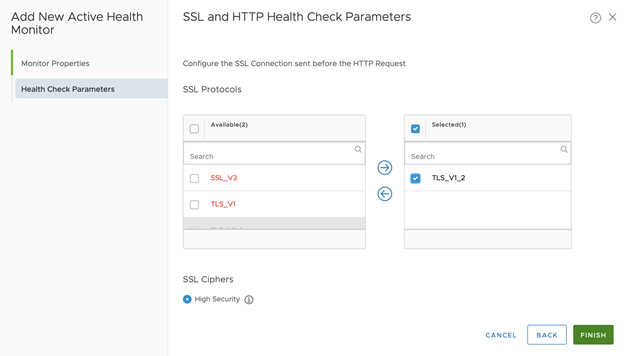 Add New Active Health
Monitor
Monitor Properties
Health Check Parameters
SSL and HTTP Health Check Parameters
Configure the SSL Connection sent before the HTTP Request
SSL Protocols
Available(2)
Search
SSL_V3
TLS_V1
Selected(1)
Search
TLS_V1_2
SSL Ciphers
High Security
CANCEL
BACK
FINISH